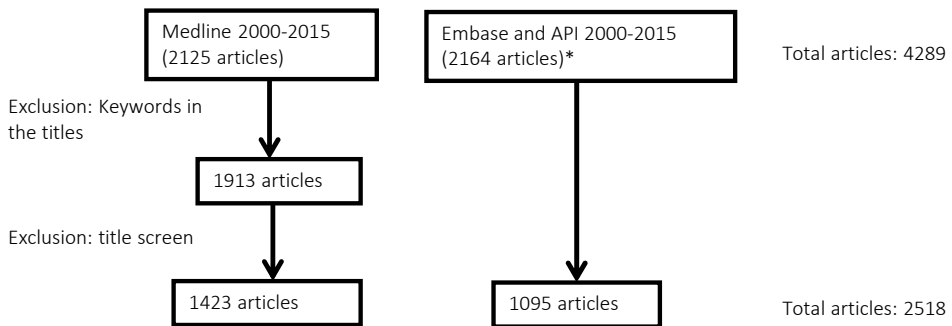 Medline 2000-2015
(2125 articles)
Embase and API 2000-2015
(2164 articles)*
Total articles: 4289
Exclusion: Keywords in
the titles
1913 articles
Exclusion: title screen
1423 articles
1095 articles
Total articles: 2518